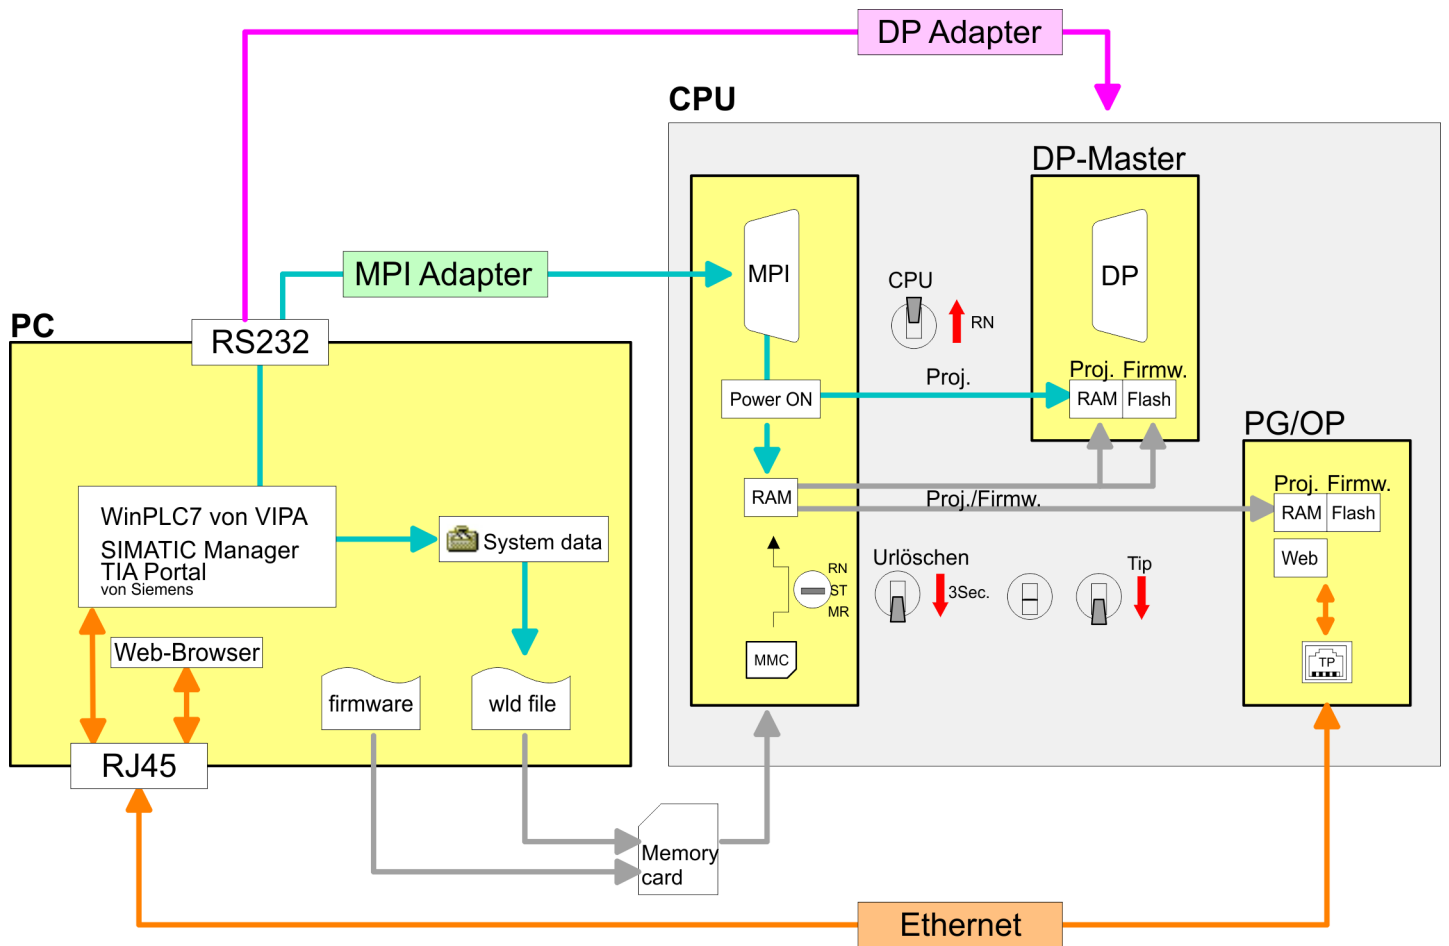 DP Adapter
CPU
DP-Master
MPI Adapter
MPI
CPU
RN
DP
PC
RS232
Proj.
Proj. Firmw.
Power ON
RAM
Flash
PG/OP
RAM
Proj./Firmw.
Proj. Firmw.
RAM
Flash
WinPLC7 von VIPA
SIMATIC Manager
TIA Portal
von Siemens
System data
Web
Urlöschen
3Sec.
Tip
RN
ST
MR
Web-Browser
MMC
TP
firmware
wld file
RJ45
Memory
card
Ethernet